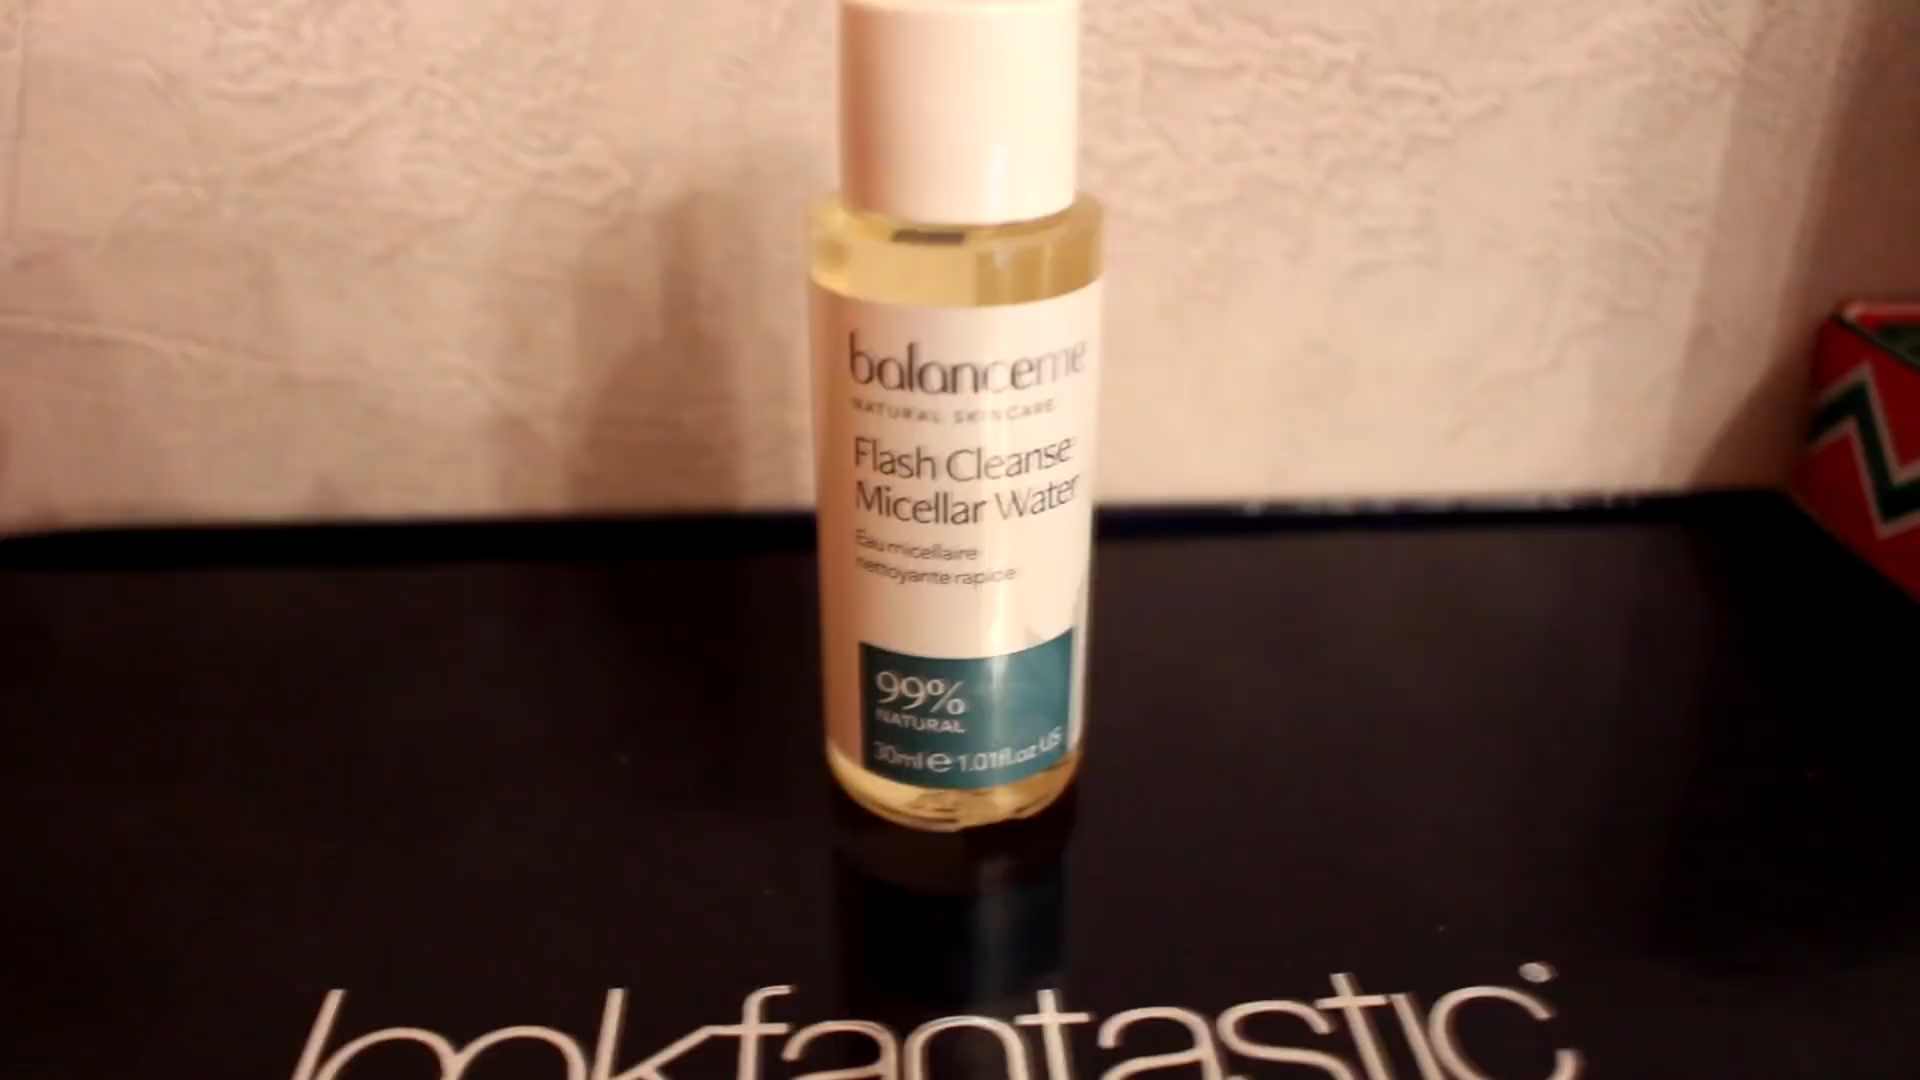 balanceme
NATURAL SKINCARE
Flash Cleanse
Micellar Water
Eau micellaire
nettoyante rapide
99%
NATURAL
30ml e 1.01fl.oz US
lookfantastic